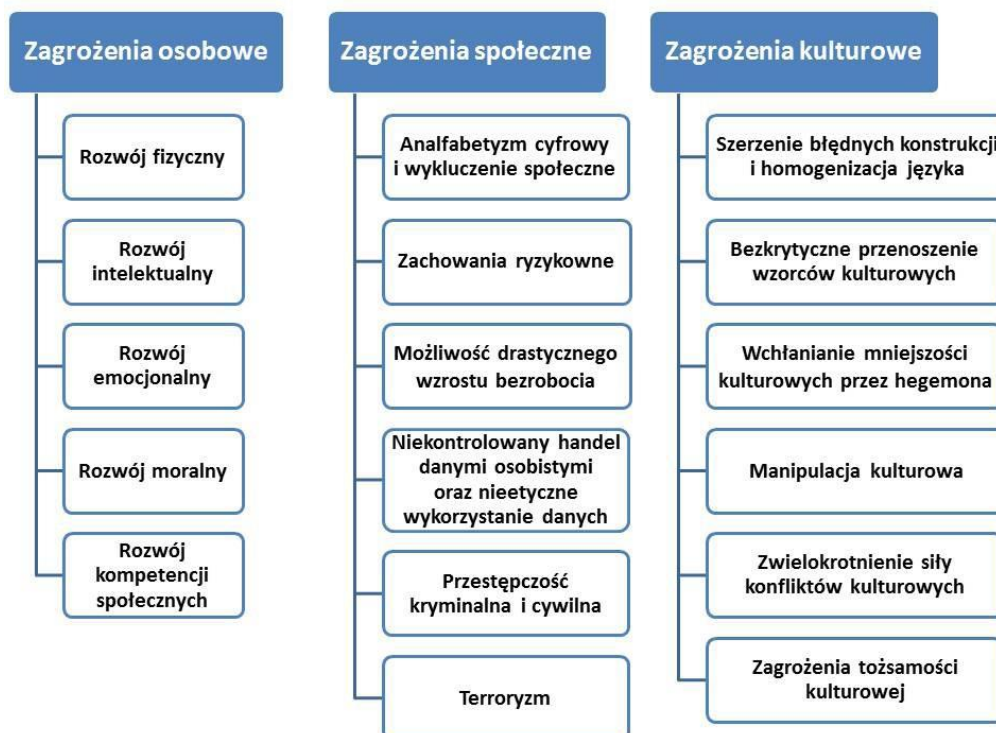 Zagrożenia osobowe
Rozwój fizyczny
Rozwój
intelektualny
Rozwój
emocjonalny
Rozwój moralny
Rozwój
kompetencji
społecznych
Zagrożenia społeczne
Analfabetyzm cyfrowy
i wykluczenie społeczne
Zachowania ryzykowne
Możliwość drastycznego
wzrostu bezrobocia
Niekontrolowany handel
danymi osobistymi
oraz nieetyczne
wykorzystanie danych
Przestępczość
kryminalna i cywilna
Terroryzm
Zagrożenia kulturowe
Szerzenie błędnych konstrukcji
i homogenizacja języka
Bezkrytyczne przenoszenie
wzorców kulturowych
Wchłanianie mniejszości
kulturowych przez hegemona
Manipulacja kulturowa
Zwielokrotnienie siły
konfliktów kulturowych
Zagrożenia tożsamości
kulturowej